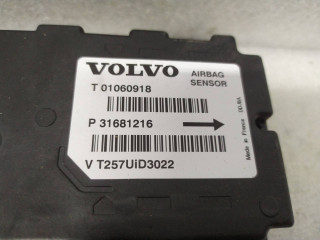 VOLVO
AIRBAG
SENSOR
T 01060918
P 31681216
V T257UiD3022
Made in France